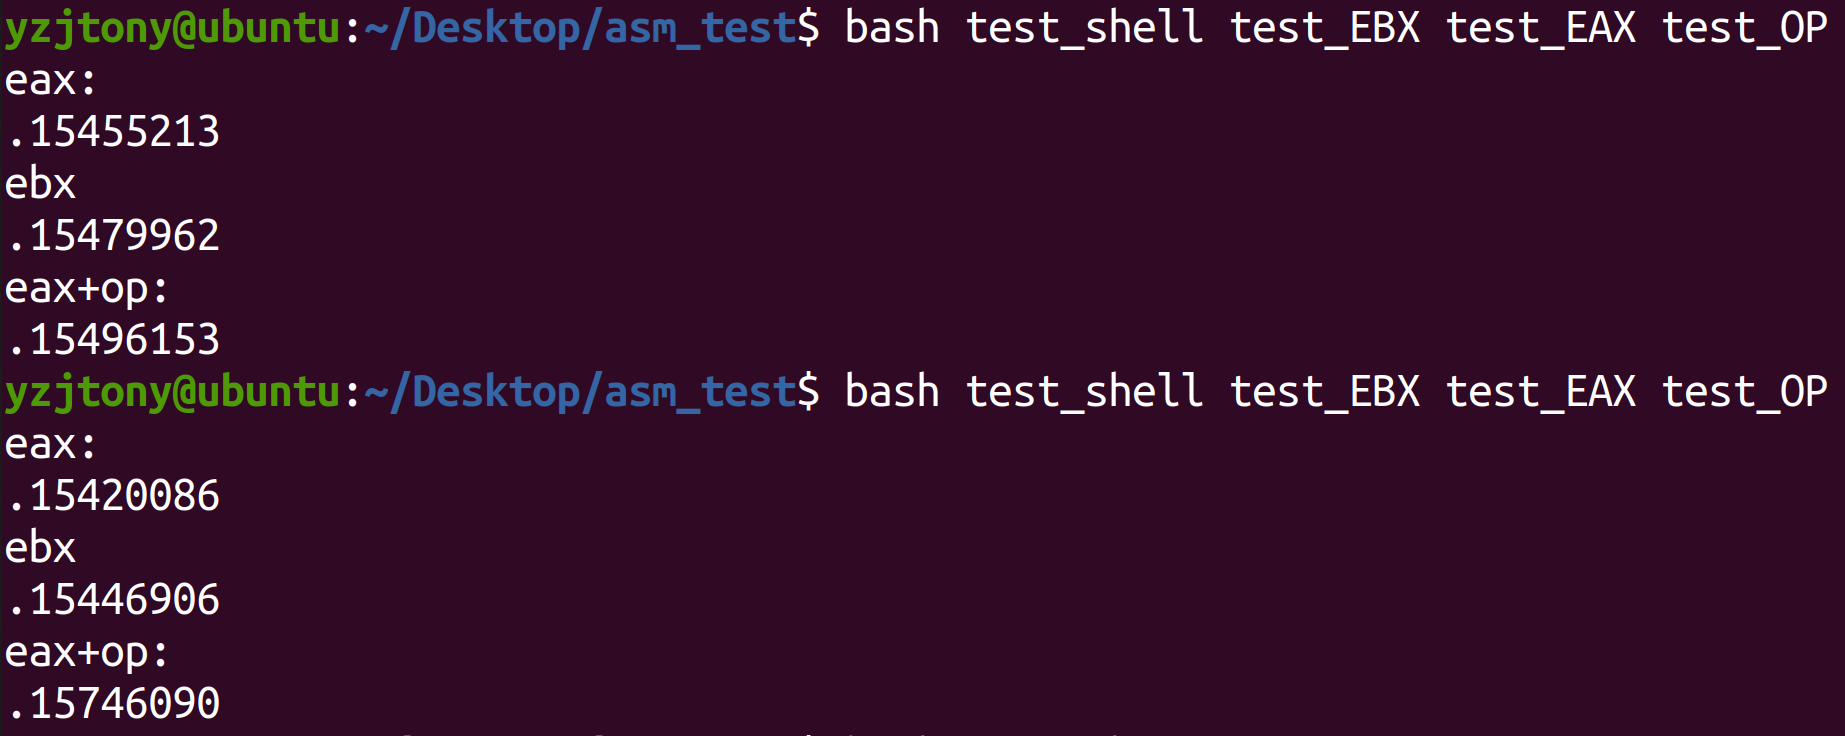 yzjtony@ubuntu:~/Desktop/asm_test$ bash test_shell test_EBX test_EAX test_OP
eax:
.15455213
ebx
.15479962
eax+op:
.15496153
yzjtony@ubuntu:~/Desktop/asm_test$ bash test_shell test_EBX test_EAX test_OP
eax:
.15420086
ebx
.15446906
eax+op:
.15746090